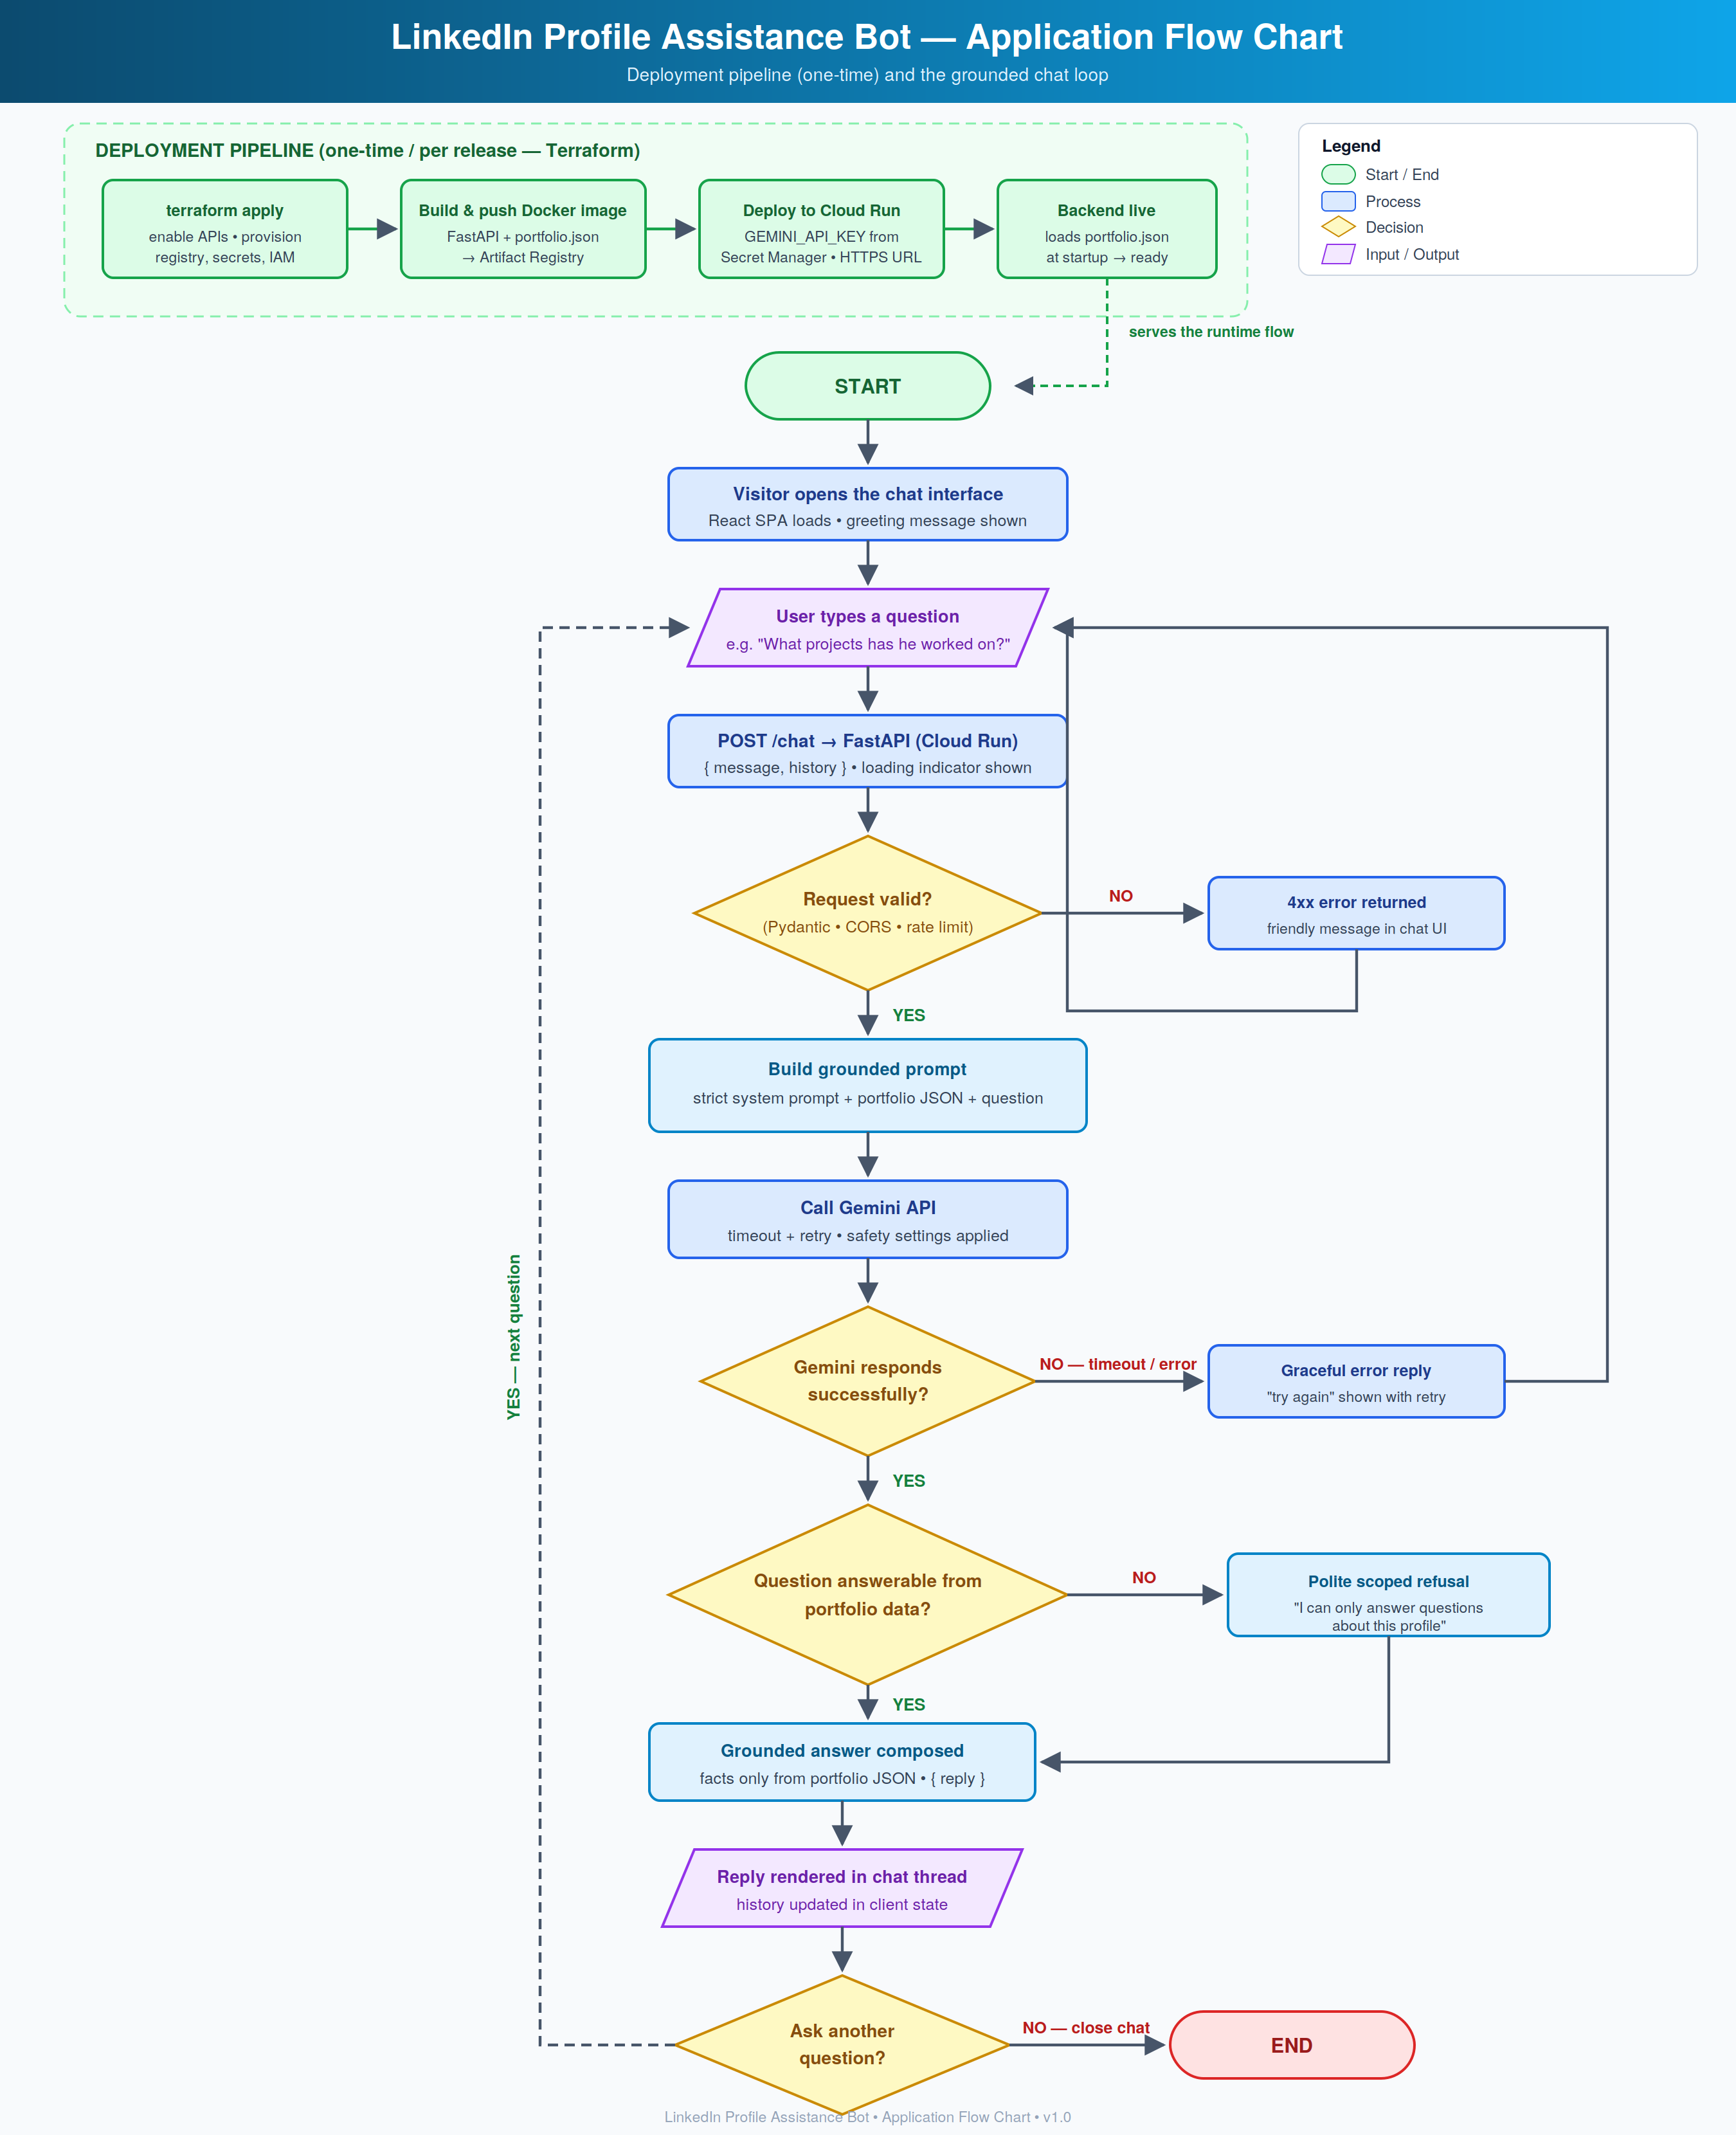 LinkedIn Profile Assistance Bot — Application Flow Chart
Deployment pipeline (one-time) and the grounded chat loop
DEPLOYMENT PIPELINE (one-time / per release — Terraform)
terraform apply
enable APIs • provision
registry, secrets, IAM
Build & push Docker image
FastAPI + portfolio.json
→ Artifact Registry
Deploy to Cloud Run
GEMINI_API_KEY from
Secret Manager • HTTPS URL
Backend live
loads portfolio.json
at startup → ready
Legend
Start / End
Process
Decision
Input / Output
serves the runtime flow
START
Visitor opens the chat interface
React SPA loads • greeting message shown
User types a question
e.g. "What projects has he worked on?"
POST /chat → FastAPI (Cloud Run)
{ message, history } • loading indicator shown
Request valid?
(Pydantic • CORS • rate limit)
NO
4xx error returned
friendly message in chat UI
YES
Build grounded prompt
strict system prompt + portfolio JSON + question
Call Gemini API
timeout + retry • safety settings applied
YES — next question
Gemini responds
successfully?
NO — timeout / error
Graceful error reply
"try again" shown with retry
YES
Question answerable from
portfolio data?
NO
Polite scoped refusal
"I can only answer questions
about this profile"
YES
Grounded answer composed
facts only from portfolio JSON • { reply }
Reply rendered in chat thread
history updated in client state
Ask another
question?
NO — close chat
END
LinkedIn Profile Assistance Bot • Application Flow Chart • v1.0